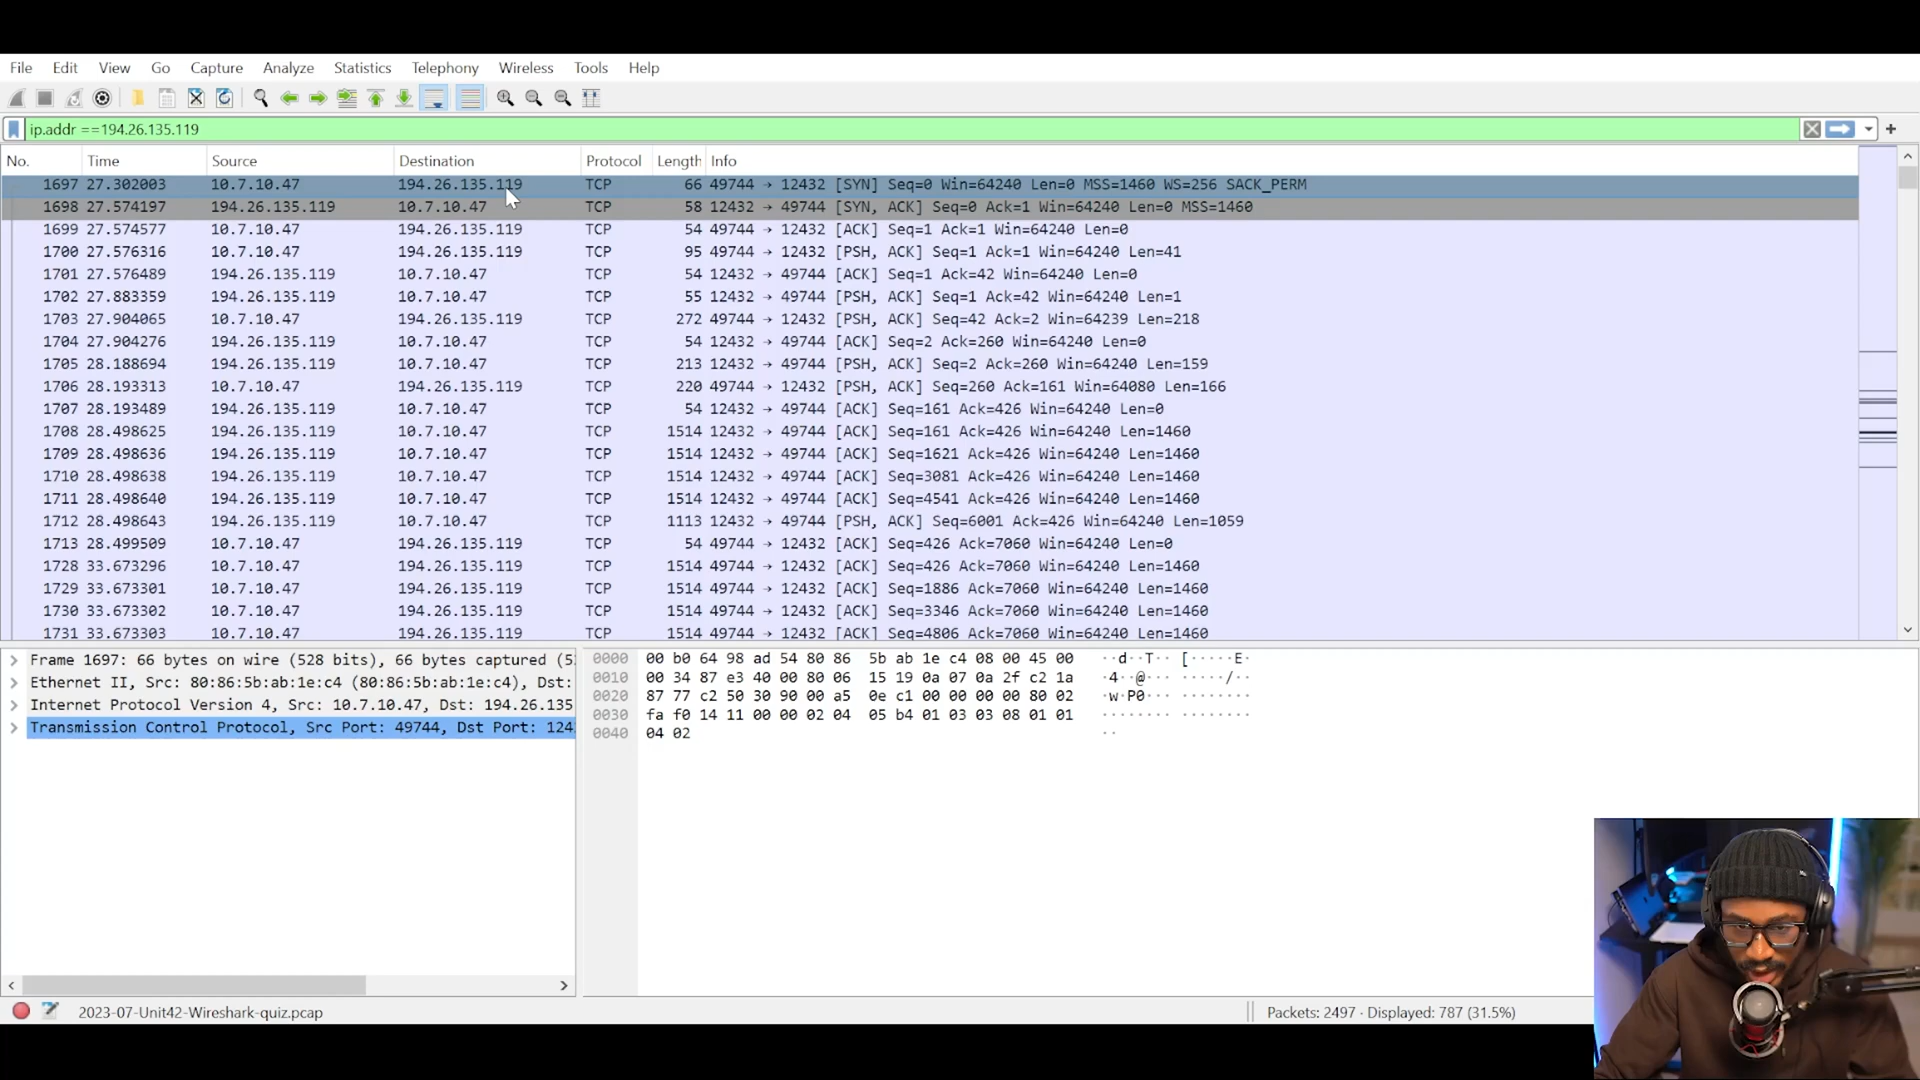 File Edit View Go Capture Analyze Statistics Telephony Wireless Tools Help
ip.addr ==194.26.135.119
No. Time Source Destination Protocol Length Info
1697 27.302003 10.7.10.47 194.26.135.119 TCP 66 49744 → 12432 [SYN] Seq=0 Win=64240 Len=0 MSS=1460 WS=256 SACK_PERM
1698 27.574197 194.26.135.119 10.7.10.47 TCP 58 12432 → 49744 [SYN, ACK] Seq=0 Ack=1 Win=64240 Len=0 MSS=1460
1699 27.574577 10.7.10.47 194.26.135.119 TCP 54 49744 → 12432 [ACK] Seq=1 Ack=1 Win=64240 Len=0
1700 27.576316 10.7.10.47 194.26.135.119 TCP 95 49744 → 12432 [PSH, ACK] Seq=1 Ack=1 Win=64240 Len=41
1701 27.576489 194.26.135.119 10.7.10.47 TCP 54 12432 → 49744 [ACK] Seq=1 Ack=42 Win=64240 Len=0
1702 27.883359 194.26.135.119 10.7.10.47 TCP 55 12432 → 49744 [PSH, ACK] Seq=1 Ack=42 Win=64240 Len=1
1703 27.904065 10.7.10.47 194.26.135.119 TCP 272 49744 → 12432 [PSH, ACK] Seq=42 Ack=2 Win=64239 Len=218
1704 27.904276 194.26.135.119 10.7.10.47 TCP 54 12432 → 49744 [ACK] Seq=2 Ack=260 Win=64240 Len=0
1705 28.188694 194.26.135.119 10.7.10.47 TCP 213 12432 → 49744 [PSH, ACK] Seq=2 Ack=260 Win=64240 Len=159
1706 28.193313 10.7.10.47 194.26.135.119 TCP 220 49744 → 12432 [PSH, ACK] Seq=260 Ack=161 Win=64080 Len=166
1707 28.193489 194.26.135.119 10.7.10.47 TCP 54 12432 → 49744 [ACK] Seq=161 Ack=426 Win=64240 Len=0
1708 28.498625 194.26.135.119 10.7.10.47 TCP 1514 12432 → 49744 [ACK] Seq=161 Ack=426 Win=64240 Len=1460
1709 28.498636 194.26.135.119 10.7.10.47 TCP 1514 12432 → 49744 [ACK] Seq=1621 Ack=426 Win=64240 Len=1460
1710 28.498638 194.26.135.119 10.7.10.47 TCP 1514 12432 → 49744 [ACK] Seq=3081 Ack=426 Win=64240 Len=1460
1711 28.498640 194.26.135.119 10.7.10.47 TCP 1514 12432 → 49744 [ACK] Seq=4541 Ack=426 Win=64240 Len=1460
1712 28.498643 194.26.135.119 10.7.10.47 TCP 1113 12432 → 49744 [PSH, ACK] Seq=6001 Ack=426 Win=64240 Len=1059
1713 28.499509 10.7.10.47 194.26.135.119 TCP 54 49744 → 12432 [ACK] Seq=426 Ack=7060 Win=64240 Len=0
1728 33.673296 10.7.10.47 194.26.135.119 TCP 1514 49744 → 12432 [ACK] Seq=426 Ack=7060 Win=64240 Len=1460
1729 33.673301 10.7.10.47 194.26.135.119 TCP 1514 49744 → 12432 [ACK] Seq=1886 Ack=7060 Win=64240 Len=1460
1730 33.673302 10.7.10.47 194.26.135.119 TCP 1514 49744 → 12432 [ACK] Seq=3346 Ack=7060 Win=64240 Len=1460
1731 33.673303 10.7.10.47 194.26.135.119 TCP 1514 49744 → 12432 [ACK] Seq=4806 Ack=7060 Win=64240 Len=1460
Frame 1697: 66 bytes on wire (528 bits), 66 bytes captured (5
Ethernet II, Src: 80:86:5b:ab:1e:c4 (80:86:5b:ab:1e:c4), Dst:
Internet Protocol Version 4, Src: 10.7.10.47, Dst: 194.26.135
Transmission Control Protocol, Src Port: 49744, Dst Port: 124
0000 00 b0 64 98 ad 54 80 86 5b ab 1e c4 08 00 45 00 ··d··T·· [·····E·
0010 00 34 87 e3 40 00 80 06 15 19 0a 07 0a 2f c2 1a ·4··@··· ·····/··
0020 87 77 c2 50 30 90 00 a5 0e c1 00 00 00 00 80 02 ·w·P0··· ········
0030 fa f0 14 11 00 00 02 04 05 b4 01 03 03 08 01 01 ········ ········
0040 04 02 ··
2023-07-Unit42-Wireshark-quiz.pcap
Packets: 2497 · Displayed: 787 (31.5%)